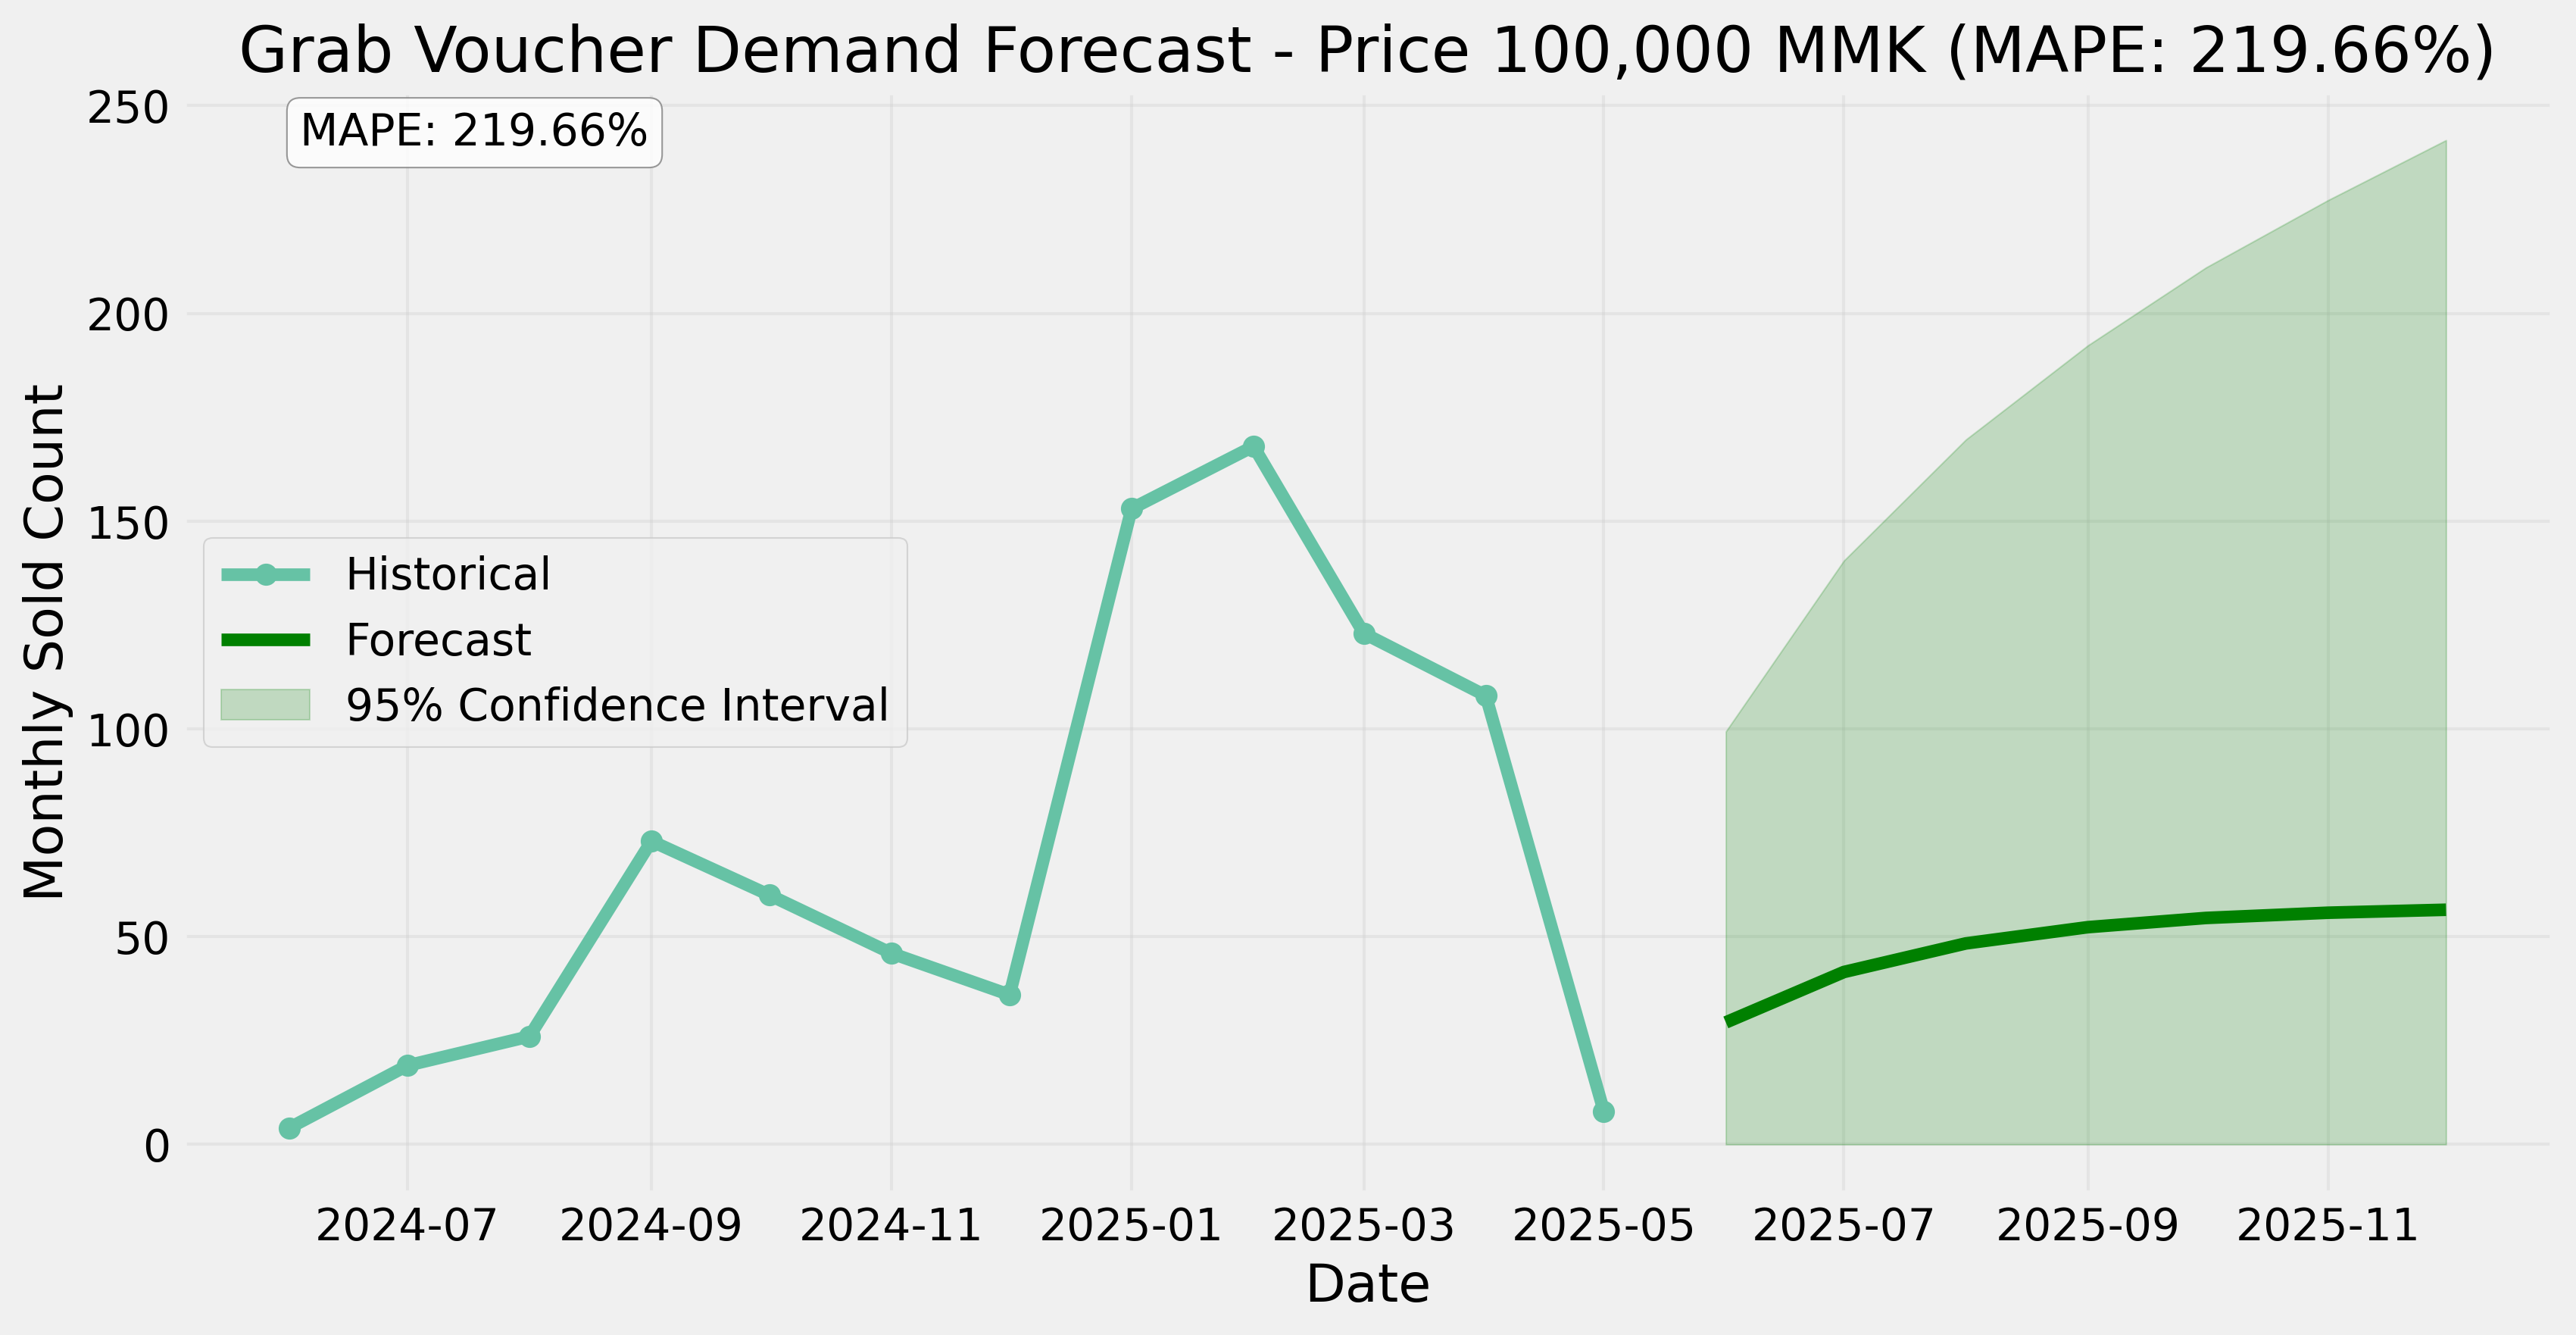 Grab Voucher Demand Forecast - Price 100,000 MMK (MAPE: 219.66%)
MAPE: 219.66%
250
200
150
100
50
0
Monthly Sold Count
Historical
Forecast
95% Confidence Interval
2024-07
2024-09
2024-11
2025-01
2025-03
2025-05
2025-07
2025-09
2025-11
Date